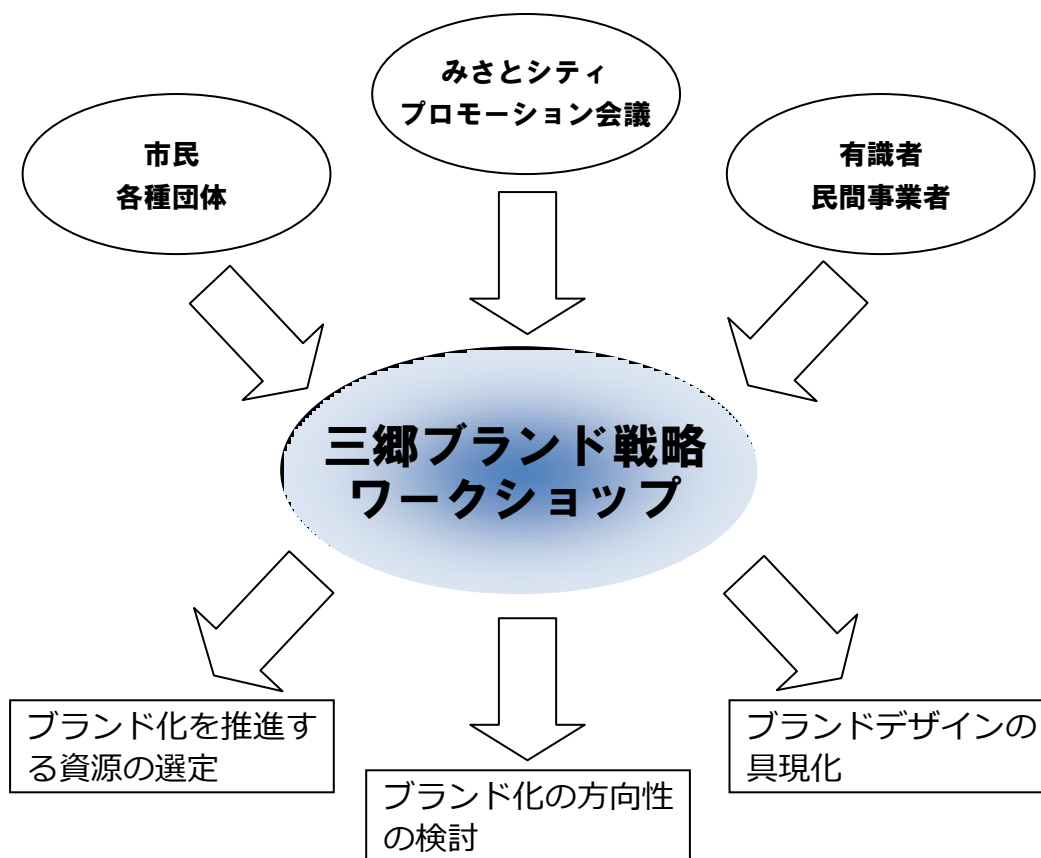 みさとシティ
プロモーション会議
市民
各種団体
有識者
民間事業者
三郷ブランド戦略
ワークショップ
ブランド化を推進す
る資源の選定
ブランド化の方向性
の検討
ブランドデザインの
具現化